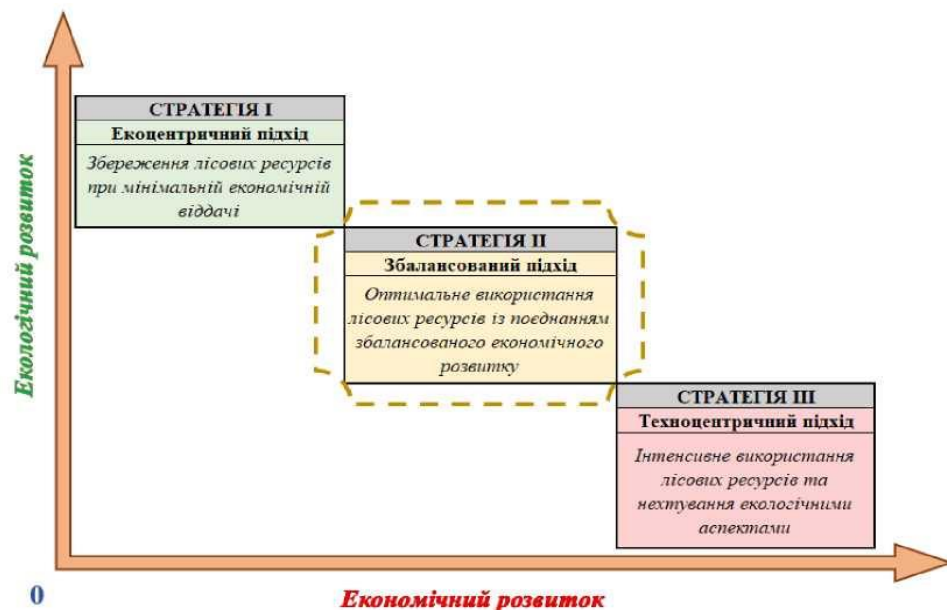 СТРАТЕГІЯ I
Екоцентричний підхід
Збереження лісових ресурсів
при мінімальній економічній
віддачі
СТРАТЕГІЯ II
Збалансований підхід
Оптимальне використання
лісових ресурсів із поєднанням
збалансованого економічного
розвитку
СТРАТЕГІЯ III
Техноцентричний підхід
Інтенсивне використання
лісових ресурсів та
нехтування екологічними
аспектами
Екологічний розвиток
0
Економічний розвиток